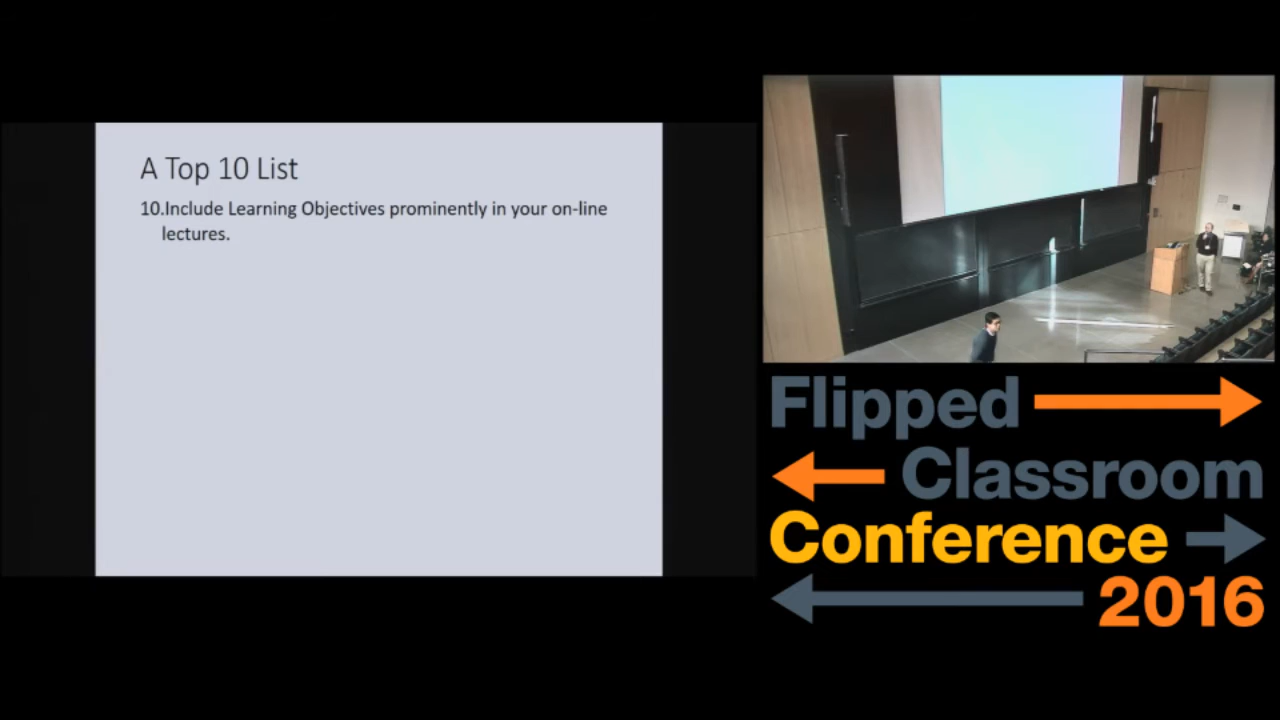 A Top 10 List
10.Include Learning Objectives prominently in your on-line
lectures.
Flipped
Classroom
Conference
2016